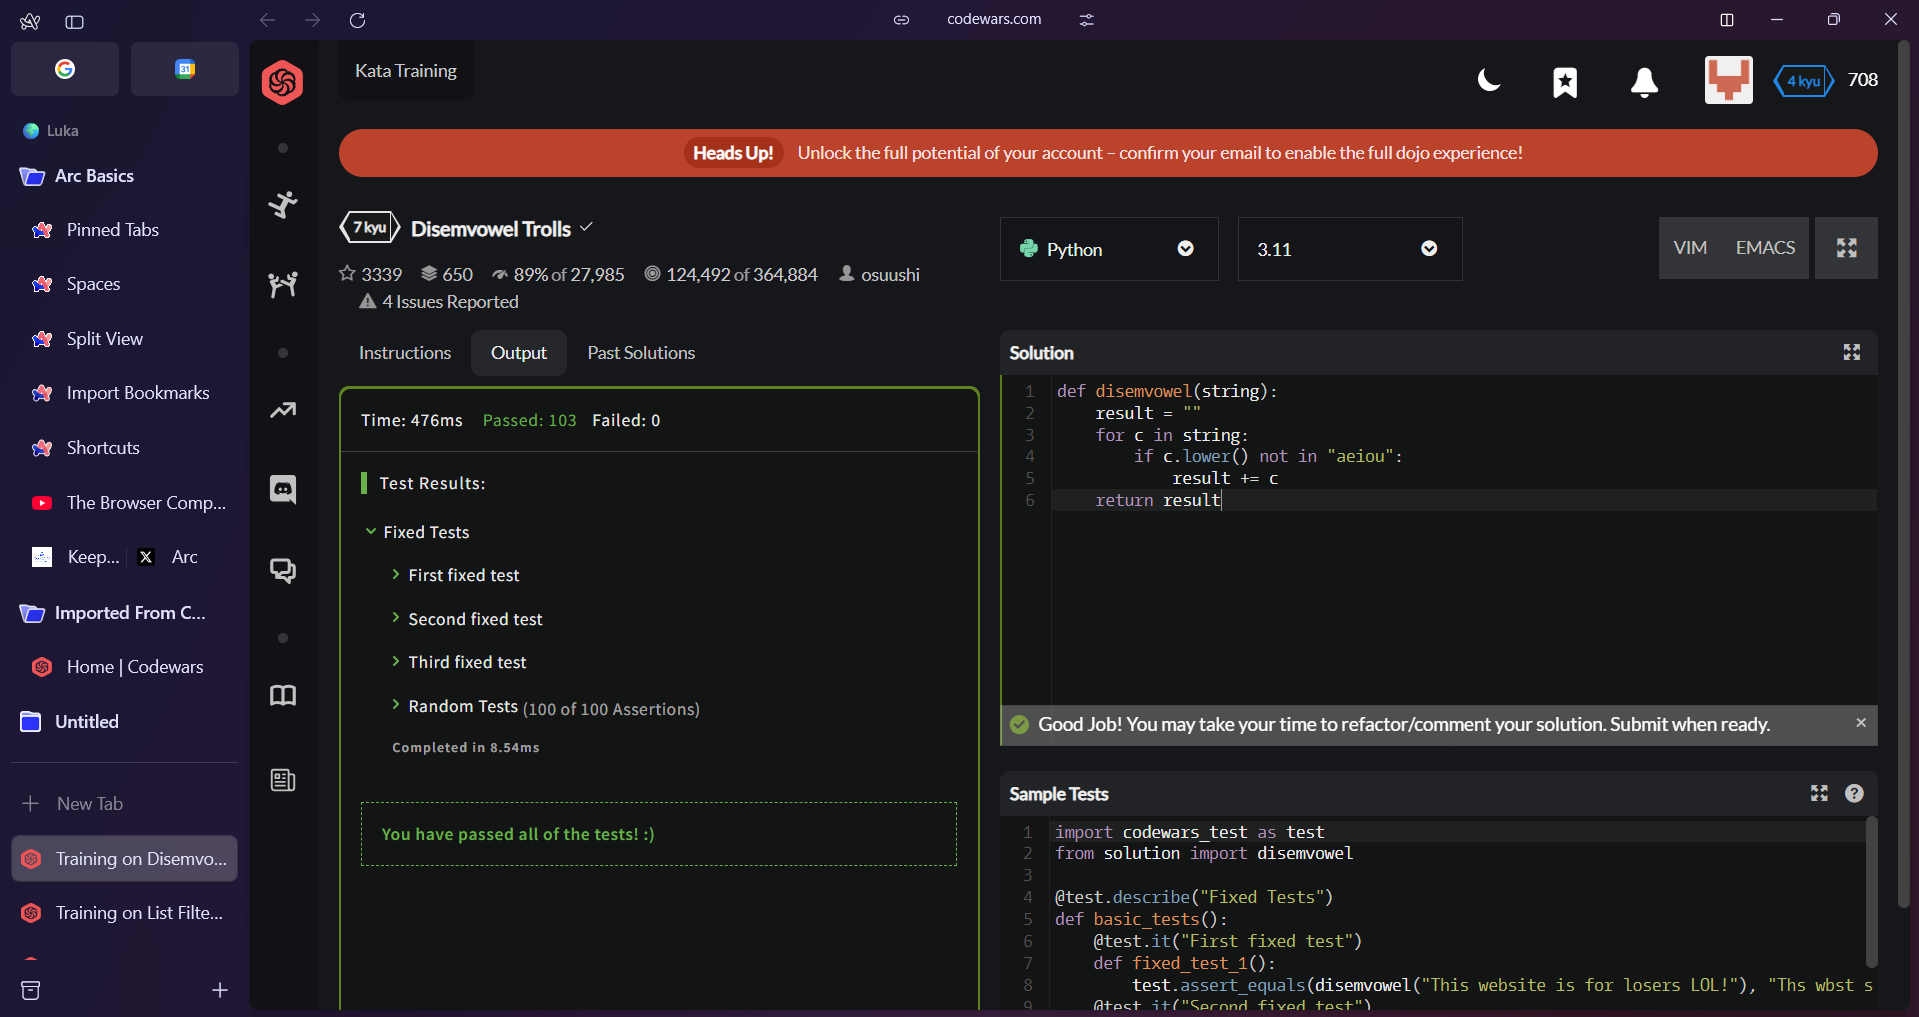 codewars.com
31
Luka
Arc Basics
Pinned Tabs
Spaces
Split View
Import Bookmarks
Shortcuts
The Browser Comp...
Keep... Arc
Imported From C...
Home | Codewars
Untitled
New Tab
Training on Disemvo...
Training on List Filte...
Kata Training
4 kyu 708
Heads Up! Unlock the full potential of your account – confirm your email to enable the full dojo experience!
7 kyu Disemvowel Trolls
3339 650 89% of 27,985 124,492 of 364,884 osuushi
4 Issues Reported
Python
3.11
VIM EMACS
Instructions Output Past Solutions
Time: 476ms Passed: 103 Failed: 0
Test Results:
Fixed Tests
First fixed test
Second fixed test
Third fixed test
Random Tests (100 of 100 Assertions)
Completed in 8.54ms
You have passed all of the tests! :)
Solution
1 def disemvowel(string):
2 result = ""
3 for c in string:
4 if c.lower() not in "aeiou":
5 result += c
6 return result
Good Job! You may take your time to refactor/comment your solution. Submit when ready.
Sample Tests
1 import codewars_test as test
2 from solution import disemvowel
3
4 @test.describe("Fixed Tests")
5 def basic_tests():
6 @test.it("First fixed test")
7 def fixed_test_1():
8 test.assert_equals(disemvowel("This website is for losers LOL!"), "Ths wbst s
9 @test.it("Second fixed test")